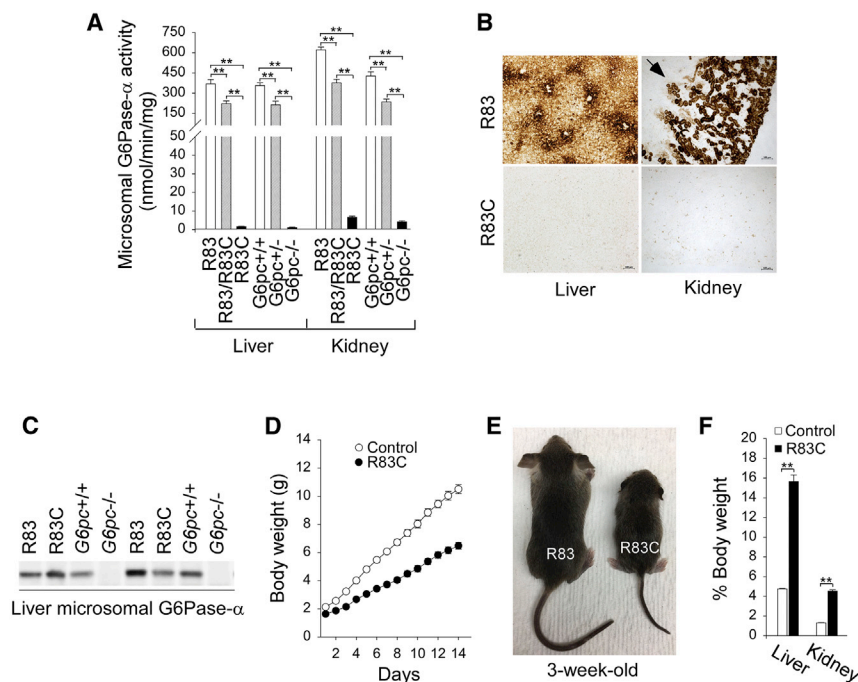 A
Microsomal G6Pase-α activity
(nmol/min/mg)
750
600
450
300
150
50
40
30
20
10
0
**
**
**
**
**
**
**
**
**
**
**
**
R83
R83/R83C
R83C
G6pc+/+
G6pc+/-
G6pc-/-
R83
R83/R83C
R83C
G6pc+/+
G6pc+/-
G6pc-/-
Liver
Kidney
B
R83
R83C
Liver
Kidney
C
R83
R83C
G6pc+/+
G6pc-/-
R83
R83C
G6pc+/+
G6pc-/-
Liver microsomal G6Pase-α
D
Body weight (g)
14
12
10
8
6
4
2
0
Control
R83C
2 4 6 8 10 12 14
Days
E
R83
R83C
3-week-old
F
Control
R83C
% Body weight
20
18
16
14
12
10
8
6
4
2
0
**
**
Liver
Kidney